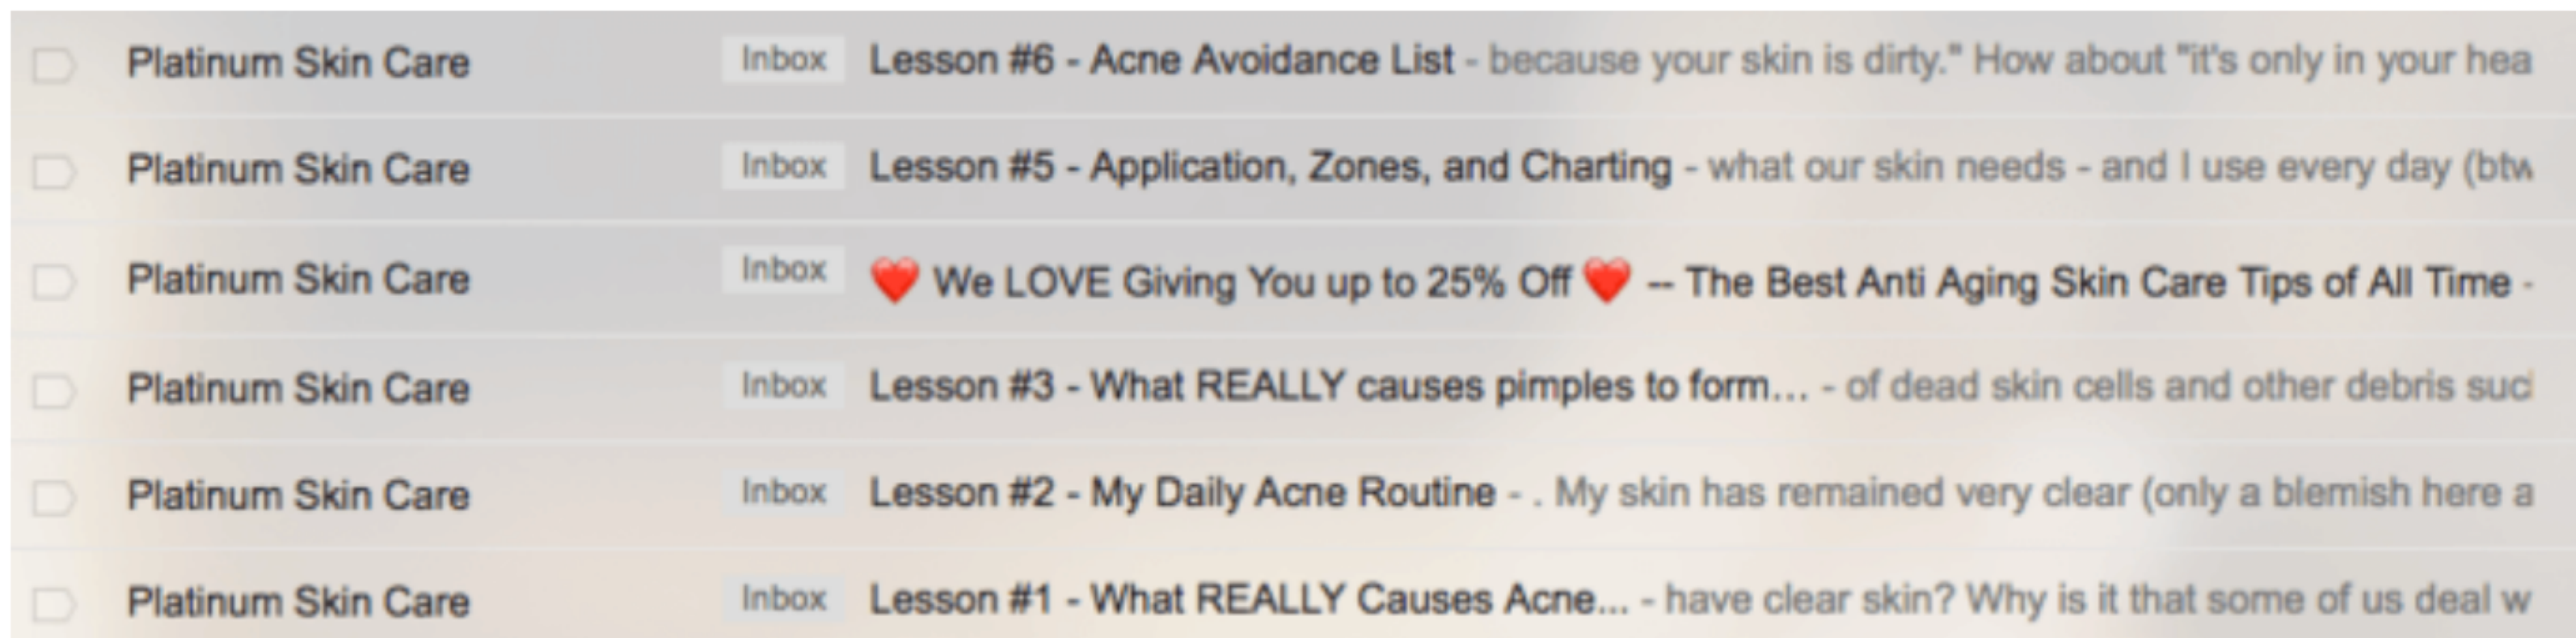 Platinum Skin Care Inbox Lesson #6 - Acne Avoidance List - because your skin is dirty." How about "it's only in your hea
Platinum Skin Care Inbox Lesson #5 - Application, Zones, and Charting - what our skin needs - and I use every day (btw
Platinum Skin Care Inbox ❤️ We LOVE Giving You up to 25% Off ❤️ -- The Best Anti Aging Skin Care Tips of All Time -
Platinum Skin Care Inbox Lesson #3 - What REALLY causes pimples to form... - of dead skin cells and other debris suc
Platinum Skin Care Inbox Lesson #2 - My Daily Acne Routine - . My skin has remained very clear (only a blemish here a
Platinum Skin Care Inbox Lesson #1 - What REALLY Causes Acne... - have clear skin? Why is it that some of us deal w